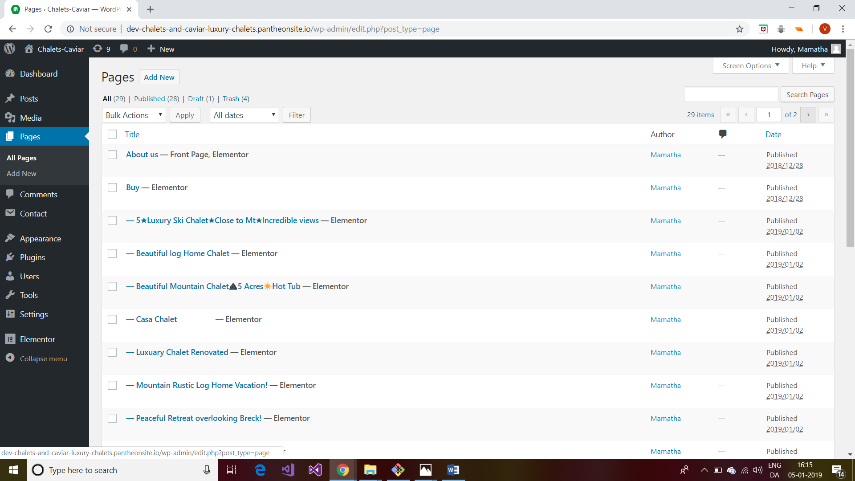 Pages ‹ Chalets-Caviar — WordPr
Not secure | dev-chalets-and-caviar-luxury-chalets.pantheonsite.io/wp-admin/edit.php?post_type=page
Chalets-Caviar 9 0 + New
Howdy, Mamatha
Dashboard
Posts
Media
Pages
All Pages
Add New
Comments
Contact
Appearance
Plugins
Users
Tools
Settings
Elementor
Collapse menu
Screen Options ▼ Help ▼
Pages Add New
All (29) | Published (28) | Draft (1) | Trash (4)
Search Pages
Bulk Actions Apply All dates Filter
29 items « ‹ 1 of 2 › »
Title Author Date
About us — Front Page, Elementor Mamatha — Published
2018/12/28
Buy — Elementor Mamatha — Published
2018/12/28
— 5★Luxury Ski Chalet★Close to Mt★Incredible views — Elementor Mamatha — Published
2019/01/02
— Beautiful log Home Chalet — Elementor Mamatha — Published
2019/01/02
— Beautiful Mountain Chalet⛰5 Acres☀Hot Tub — Elementor Mamatha — Published
2019/01/02
— Casa Chalet — Elementor Mamatha — Published
2019/01/02
— Luxuary Chalet Renovated — Elementor Mamatha — Published
2019/01/02
— Mountain Rustic Log Home Vacation! — Elementor Mamatha — Published
2019/01/02
— Peaceful Retreat overlooking Breck! — Elementor Mamatha — Published
2019/01/02
Mamatha — Published
dev-chalets-and-caviar-luxury-chalets.pantheonsite.io/wp-admin/edit.php?post_type=page
Type here to search
ENG 16:15
DA 05-01-2019
14